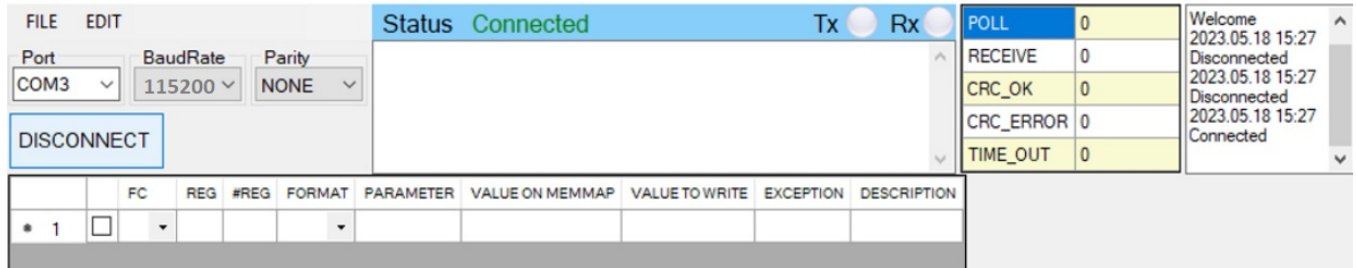 FILE EDIT
Port BaudRate Parity
COM3 115200 NONE
DISCONNECT
Status Connected Tx Rx
POLL 0
RECEIVE 0
CRC_OK 0
CRC_ERROR 0
TIME_OUT 0
Welcome
2023.05.18 15:27
Disconnected
2023.05.18 15:27
Disconnected
2023.05.18 15:27
Connected
FC REG #REG FORMAT PARAMETER VALUE ON MEMMAP VALUE TO WRITE EXCEPTION DESCRIPTION
* 1